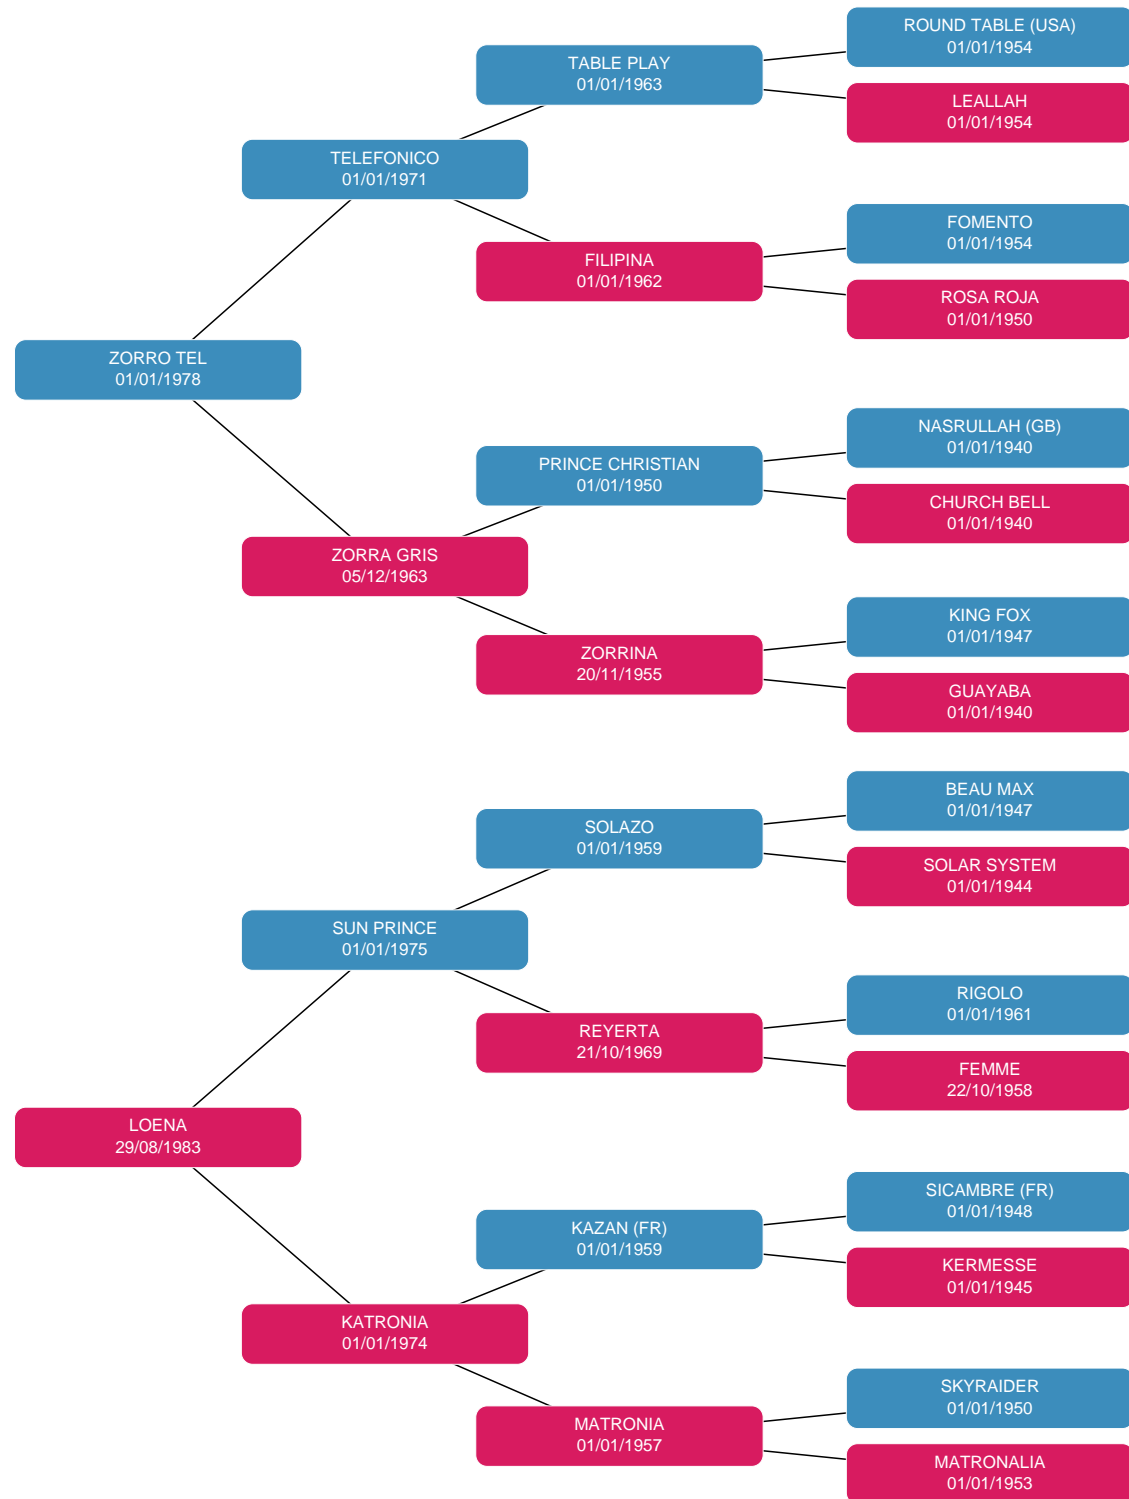 ROUND TABLE (USA)
01/01/1954
TABLE PLAY
01/01/1963
LEALLAH
01/01/1954
TELEFONICO
01/01/1971
FOMENTO
01/01/1954
FILIPINA
01/01/1962
ROSA ROJA
01/01/1950
ZORRO TEL
01/01/1978
NASRULLAH (GB)
01/01/1940
PRINCE CHRISTIAN
01/01/1950
CHURCH BELL
01/01/1940
ZORRA GRIS
05/12/1963
KING FOX
01/01/1947
ZORRINA
20/11/1955
GUAYABA
01/01/1940
BEAU MAX
01/01/1947
SOLAZO
01/01/1959
SOLAR SYSTEM
01/01/1944
SUN PRINCE
01/01/1975
RIGOLO
01/01/1961
REYERTA
21/10/1969
FEMME
22/10/1958
LOENA
29/08/1983
SICAMBRE (FR)
01/01/1948
KAZAN (FR)
01/01/1959
KERMESSE
01/01/1945
KATRONIA
01/01/1974
SKYRAIDER
01/01/1950
MATRONIA
01/01/1957
MATRONALIA
01/01/1953